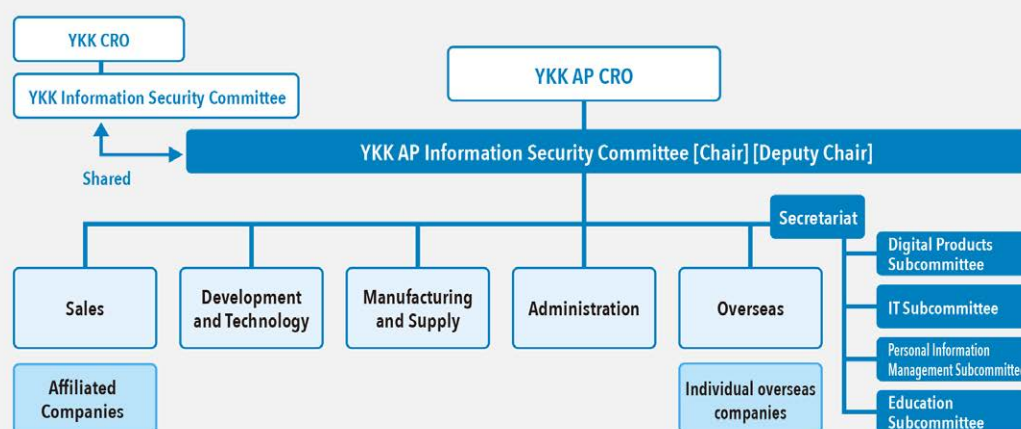 YKK CRO
YKK Information Security Committee
Shared
YKK AP CRO
YKK AP Information Security Committee [Chair] [Deputy Chair]
Secretariat
Digital Products
Subcommittee
IT Subcommittee
Personal Information
Management Subcommittee
Education
Subcommittee
Sales
Development
and Technology
Manufacturing
and Supply
Administration
Overseas
Affiliated
Companies
Individual overseas
companies